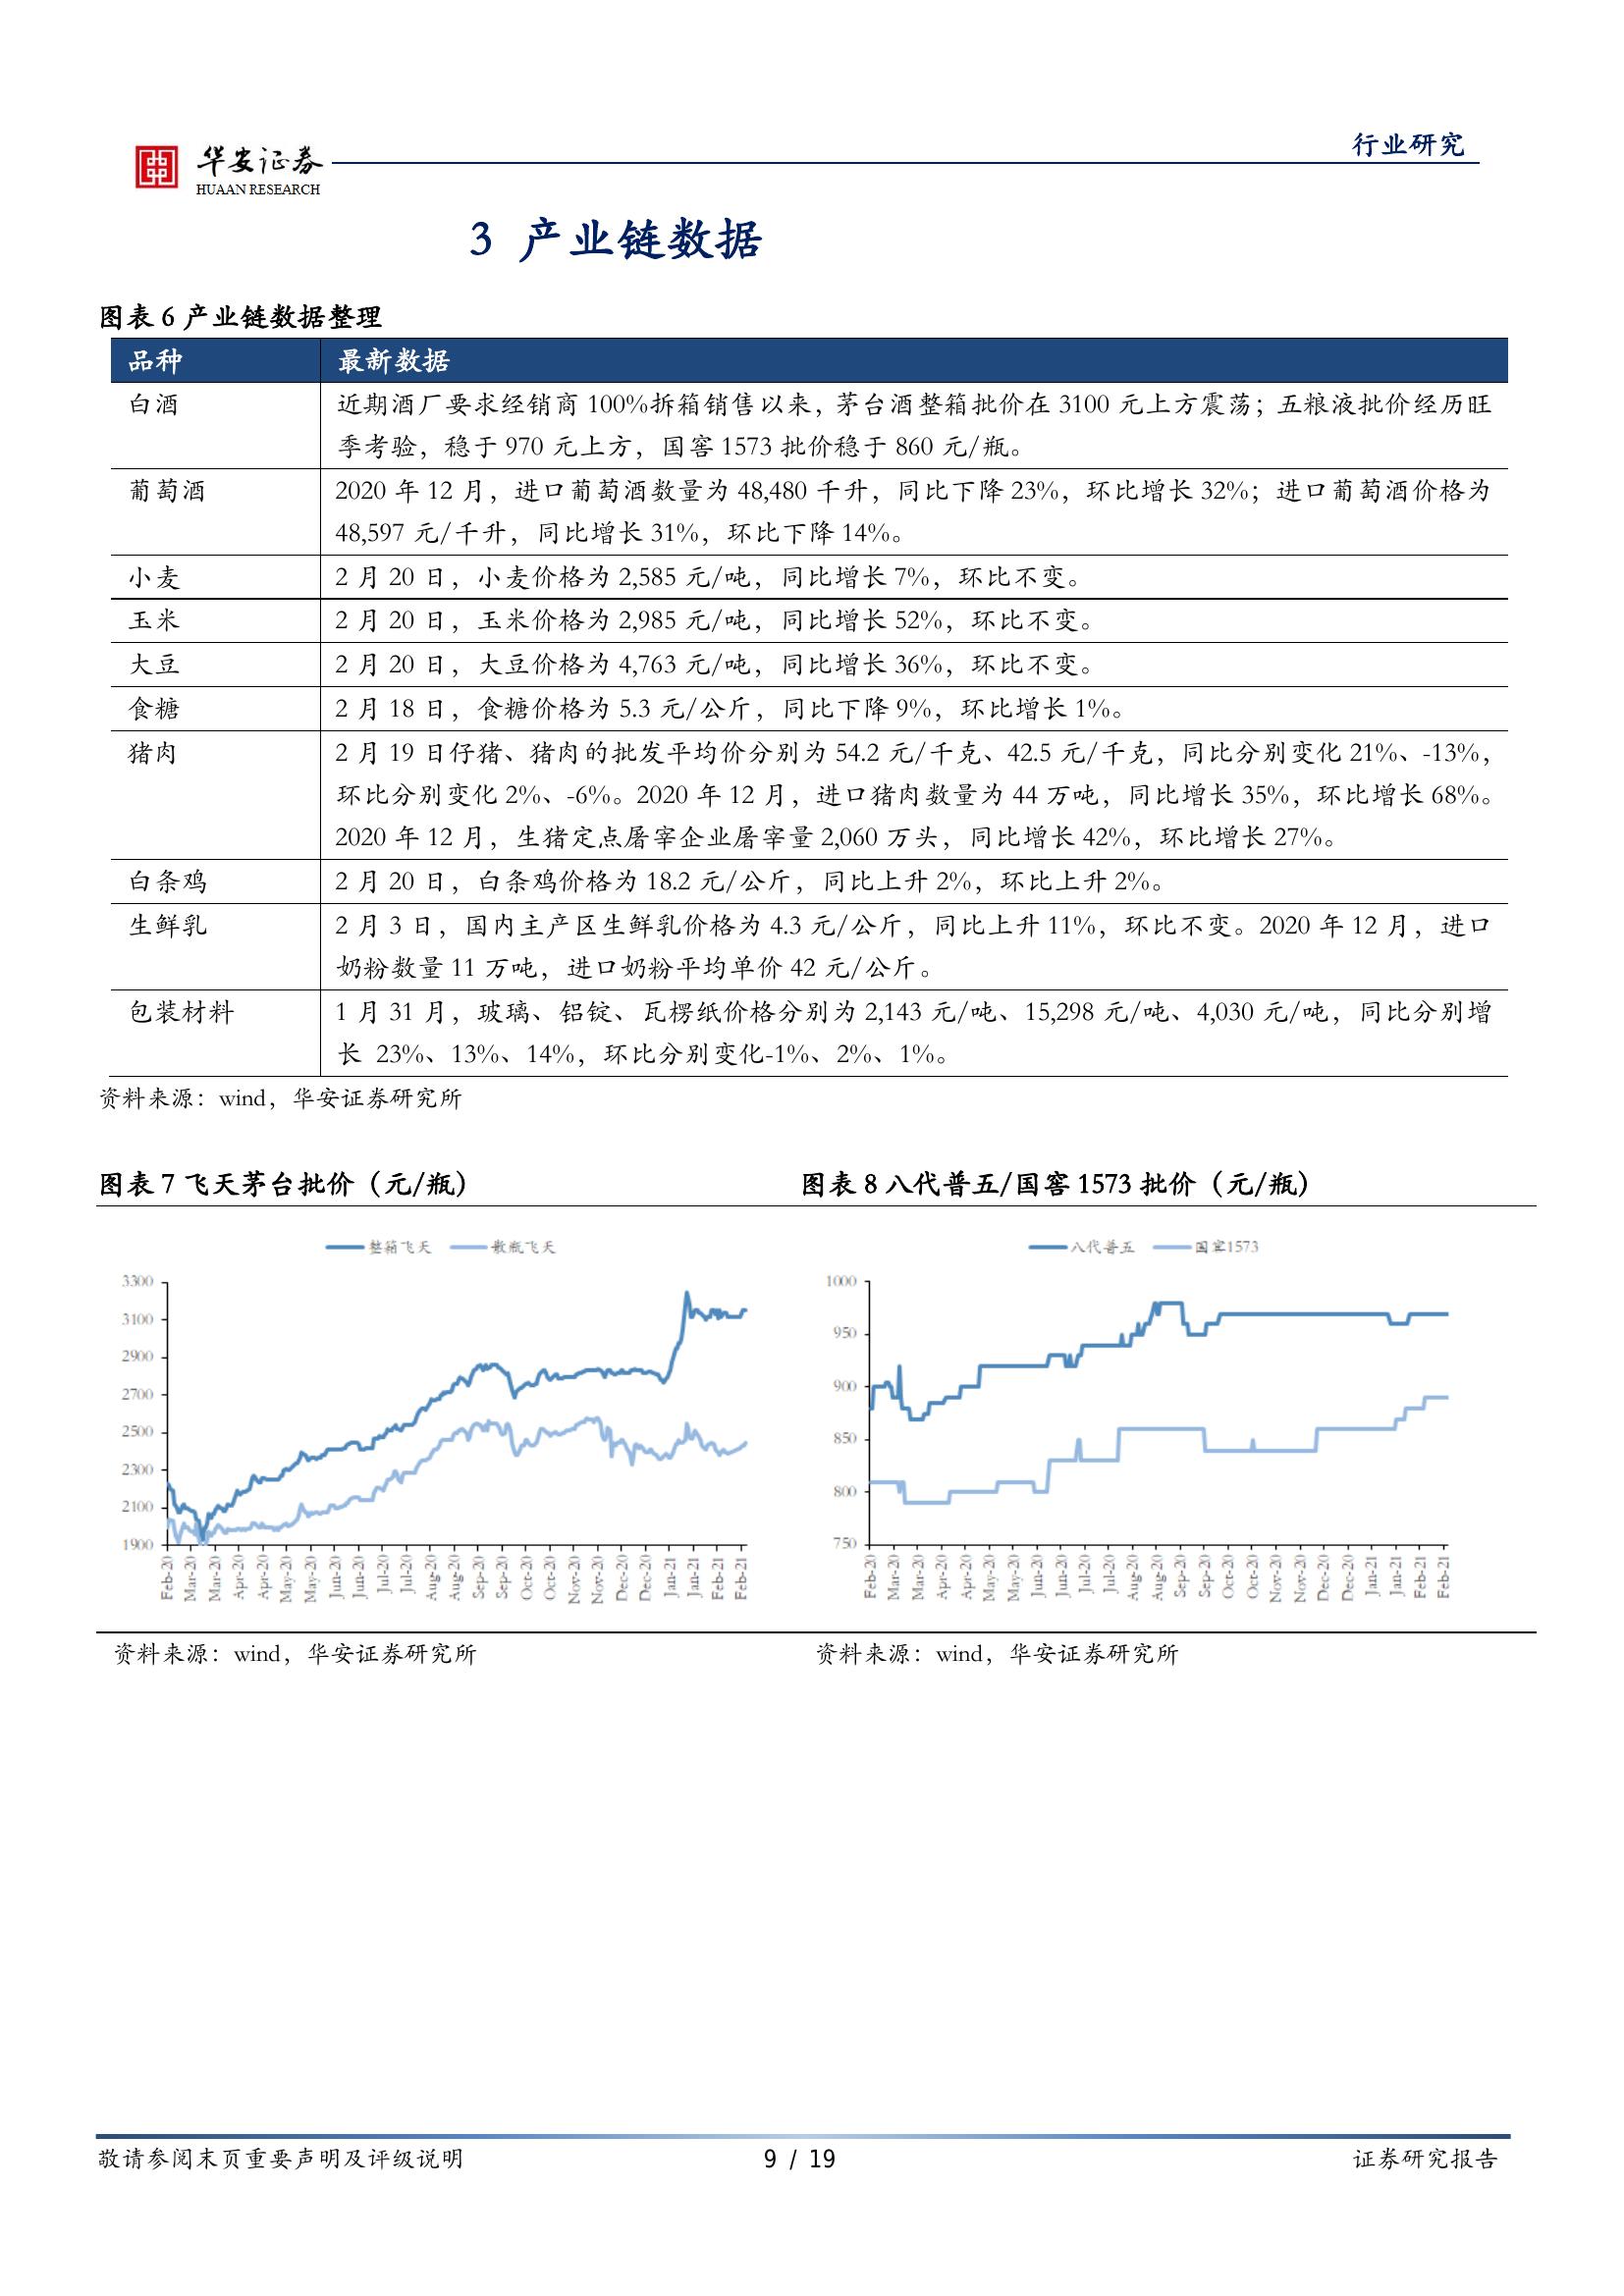 行业研究
华安证券
HUAAN RESEARCH
3 产业链数据
图表 6 产业链数据整理
品种 最新数据
白酒 近期酒厂要求经销商 100%拆箱销售以来，茅台酒整箱批价在 3100 元上方震荡；五粮液批价经历旺
季考验，稳于 970 元上方，国窖 1573 批价稳于 860 元/瓶。
葡萄酒 2020 年 12 月，进口葡萄酒数量为 48,480 千升，同比下降 23%，环比增长 32%；进口葡萄酒价格为
48,597 元/千升，同比增长 31%，环比下降 14%。
小麦 2 月 20 日，小麦价格为 2,585 元/吨，同比增长 7%，环比不变。
玉米 2 月 20 日，玉米价格为 2,985 元/吨，同比增长 52%，环比不变。
大豆 2 月 20 日，大豆价格为 4,763 元/吨，同比增长 36%，环比不变。
食糖 2 月 18 日，食糖价格为 5.3 元/公斤，同比下降 9%，环比增长 1%。
猪肉 2 月 19 日仔猪、猪肉的批发平均价分别为 54.2 元/千克、42.5 元/千克，同比分别变化 21%、-13%，
环比分别变化 2%、-6%。2020 年 12 月，进口猪肉数量为 44 万吨，同比增长 35%，环比增长 68%。
2020 年 12 月，生猪定点屠宰企业屠宰量 2,060 万头，同比增长 42%，环比增长 27%。
白条鸡 2 月 20 日，白条鸡价格为 18.2 元/公斤，同比上升 2%，环比上升 2%。
生鲜乳 2 月 3 日，国内主产区生鲜乳价格为 4.3 元/公斤，同比上升 11%，环比不变。2020 年 12 月，进口
奶粉数量 11 万吨，进口奶粉平均单价 42 元/公斤。
包装材料 1 月 31 月，玻璃、铝锭、瓦楞纸价格分别为 2,143 元/吨、15,298 元/吨、4,030 元/吨，同比分别增
长 23%、13%、14%，环比分别变化-1%、2%、1%。
资料来源：wind，华安证券研究所
图表 7 飞天茅台批价（元/瓶）
整箱飞天 散瓶飞天
3300
3100
2900
2700
2500
2300
2100
1900
Feb-20 Mar-20 Mar-20 Apr-20 Apr-20 May-20 May-20 Jun-20 Jun-20 Jul-20 Jul-20 Aug-20 Aug-20 Sep-20 Sep-20 Oct-20 Oct-20 Nov-20 Nov-20 Dec-20 Dec-20 Jan-21 Jan-21 Feb-21 Feb-21
资料来源：wind，华安证券研究所
图表 8 八代普五/国窖 1573 批价（元/瓶）
八代普五 国窖1573
1000
950
900
850
800
750
Feb-20 Mar-20 Mar-20 Apr-20 Apr-20 May-20 May-20 Jun-20 Jun-20 Jul-20 Jul-20 Aug-20 Aug-20 Sep-20 Sep-20 Oct-20 Oct-20 Nov-20 Nov-20 Dec-20 Dec-20 Jan-21 Jan-21 Feb-21 Feb-21
资料来源：wind，华安证券研究所
敬请参阅末页重要声明及评级说明 9 / 19 证券研究报告